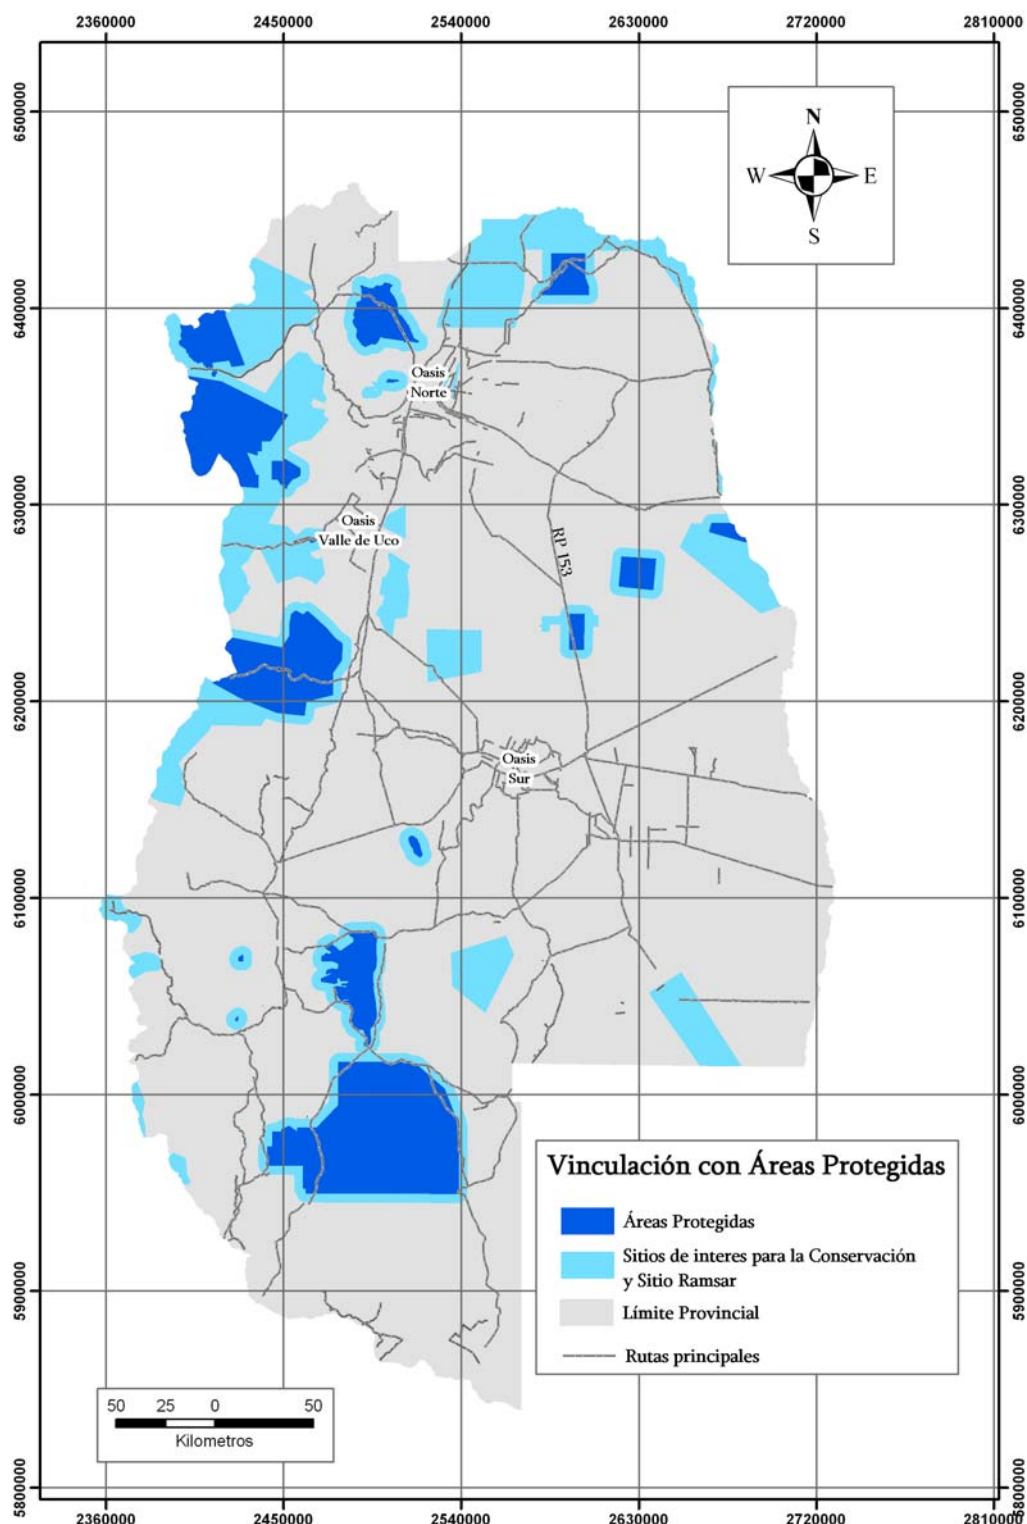 2360000 2450000 2540000 2630000 2720000 2810000
6500000 6500000
N
W E
S
6400000 6400000
Oasis
Norte
6300000 6300000
Oasis
Valle de Uco
RP 153
6200000 6200000
Oasis
Sur
6100000 6100000
6000000 6000000
Vinculación con Áreas Protegidas
Áreas Protegidas
Sitios de interes para la Conservación
y Sitio Ramsar
Límite Provincial
Rutas principales
5900000 5900000
50 25 0 50
Kilometros
5800000 5800000
2360000 2450000 2540000 2630000 2720000 2810000